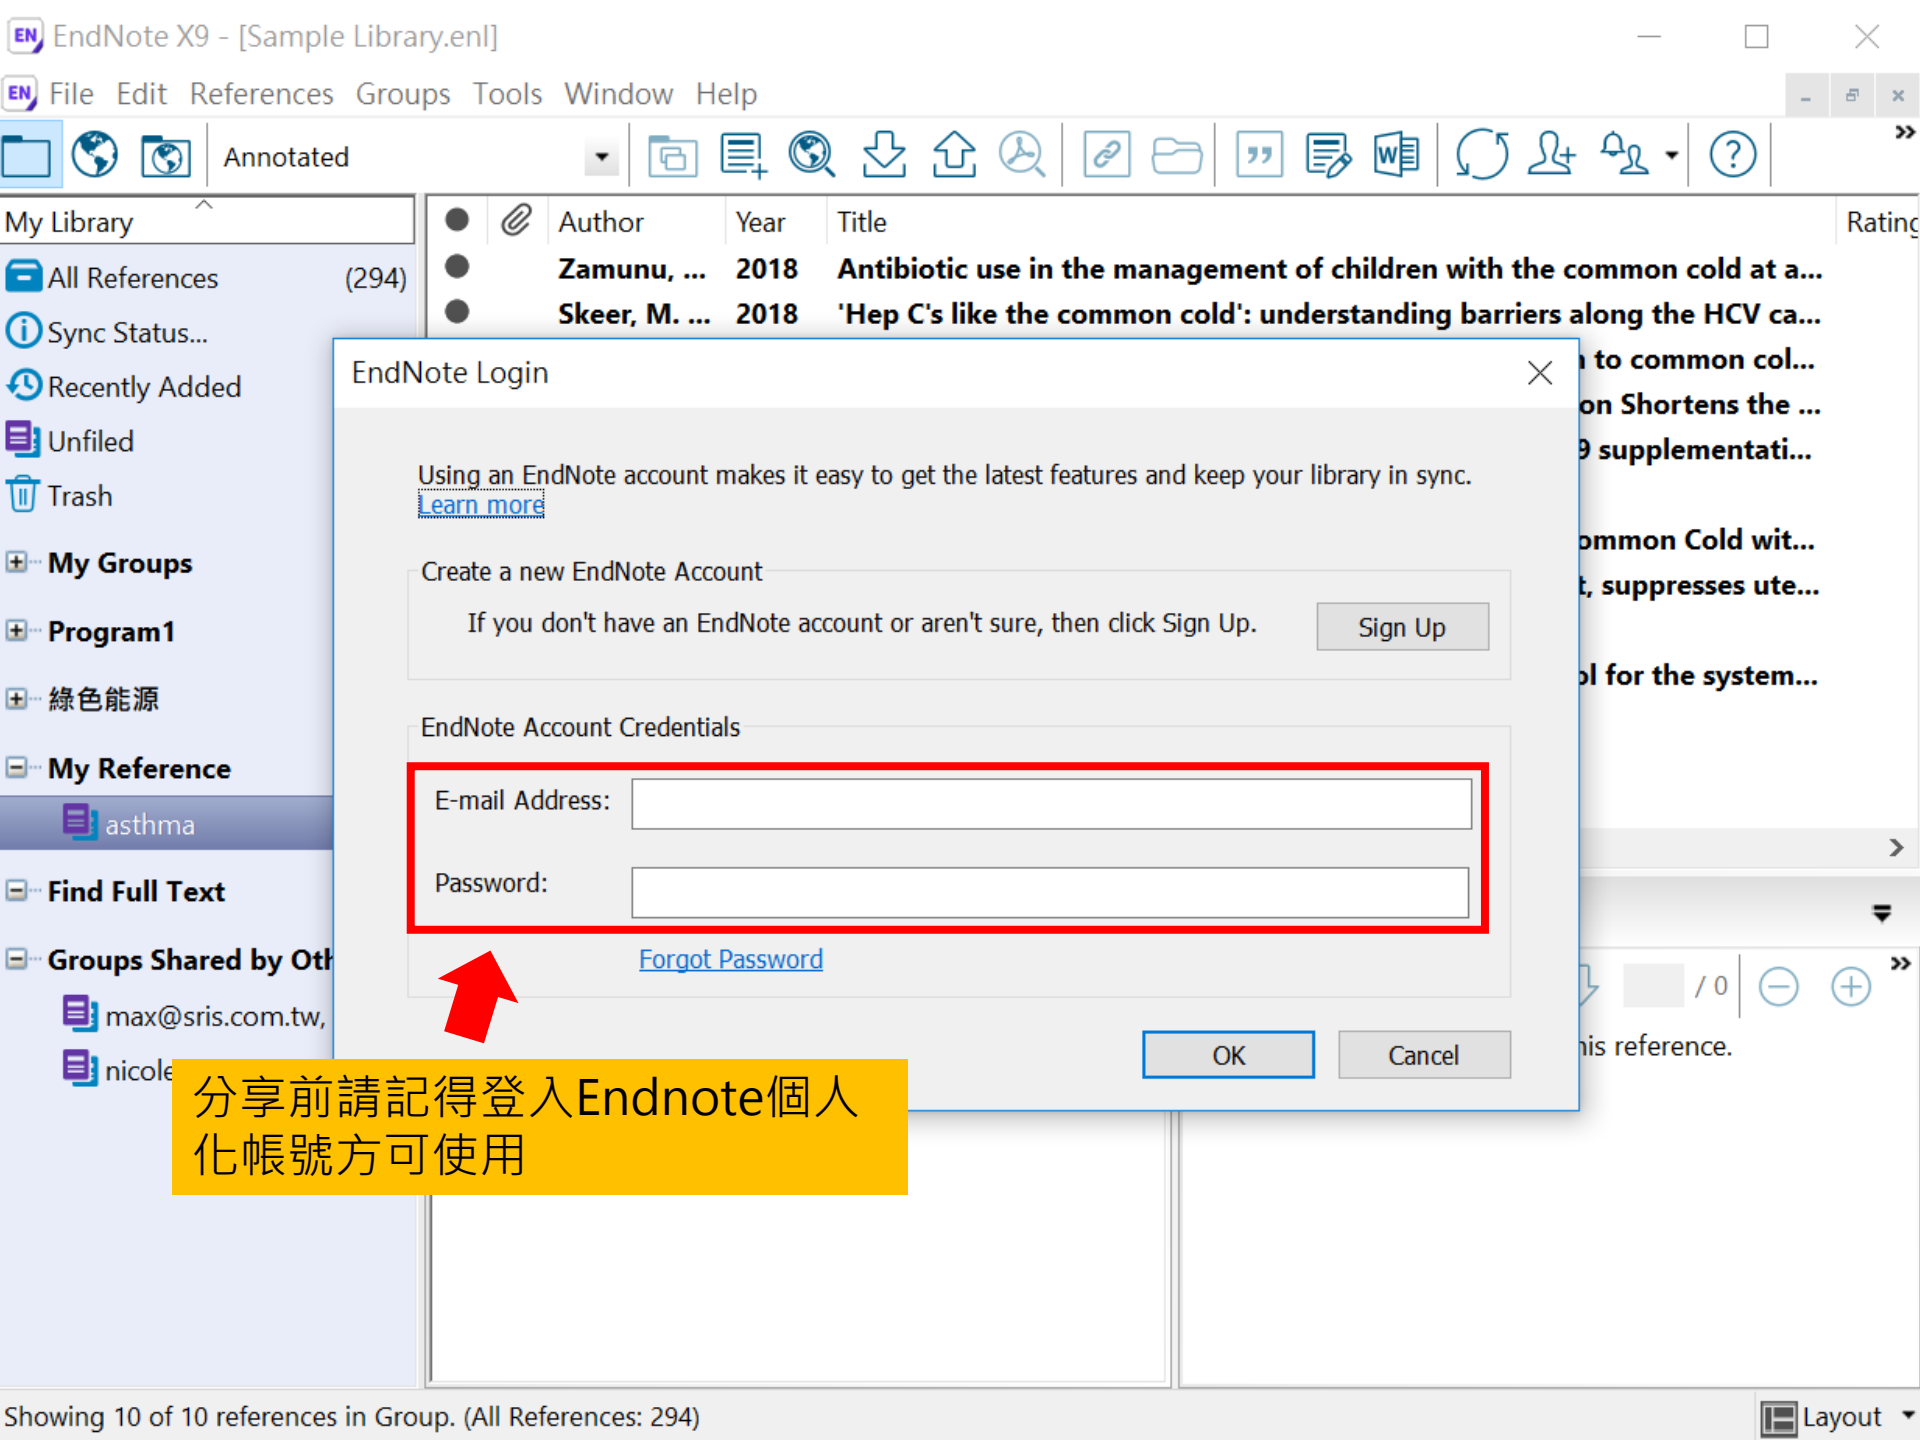 EN EndNote X9 - [Sample Library.enl]
EN File Edit References Groups Tools Window Help
Annotated
My Library
Author Year Title Rating
All References (294)
Zamunu, ... 2018 Antibiotic use in the management of children with the common cold at a...
Skeer, M. ... 2018 'Hep C's like the common cold': understanding barriers along the HCV ca...
Sync Status...
to common col...
Recently Added
on Shortens the ...
Unfiled
9 supplementati...
Trash
ommon Cold wit...
My Groups
t, suppresses ute...
Program1
ol for the system...
綠色能源
My Reference
asthma
Find Full Text
Groups Shared by Oth
max@sris.com.tw,
nicole
EndNote Login
Using an EndNote account makes it easy to get the latest features and keep your library in sync.
Learn more
Create a new EndNote Account
If you don't have an EndNote account or aren't sure, then click Sign Up.
Sign Up
EndNote Account Credentials
E-mail Address:
Password:
Forgot Password
OK Cancel
/ 0
his reference.
分享前請記得登入Endnote個人
化帳號方可使用
Showing 10 of 10 references in Group. (All References: 294)
Layout